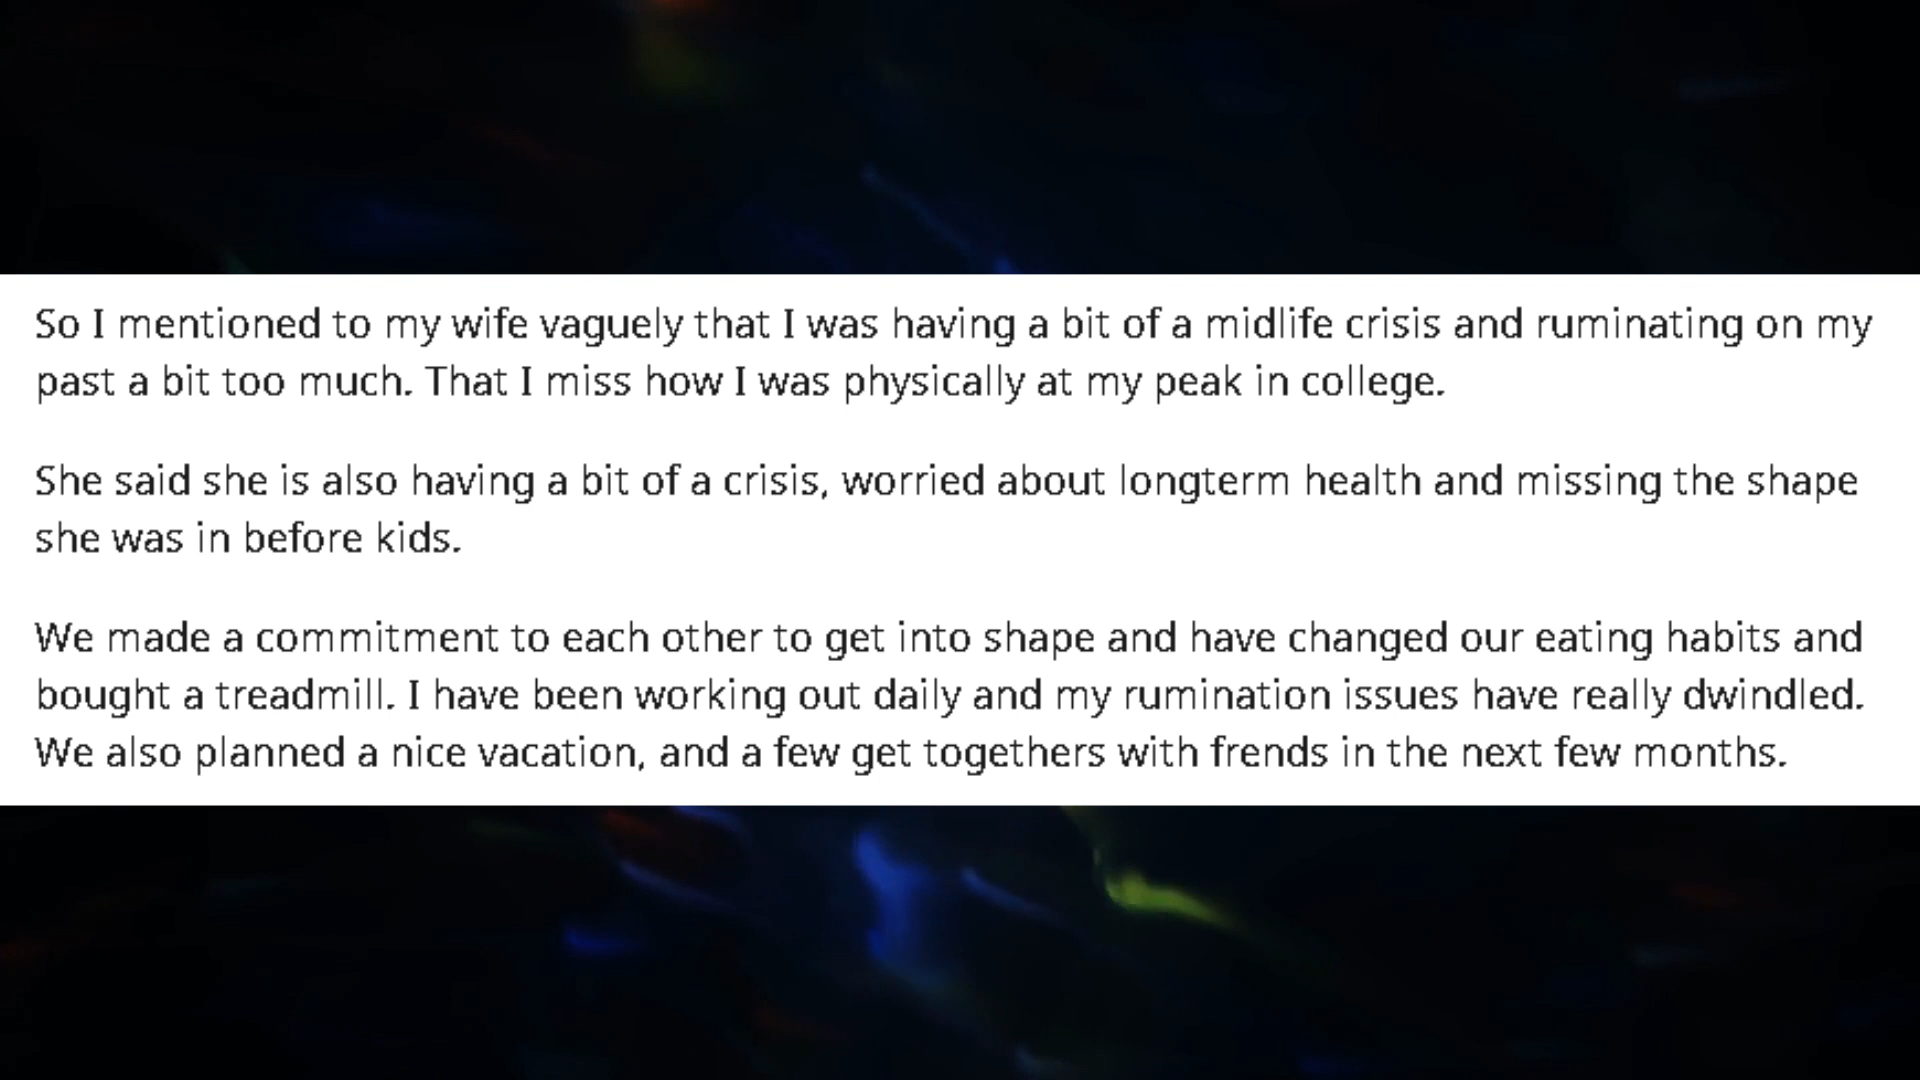 So I mentioned to my wife vaguely that I was having a bit of a midlife crisis and ruminating on my
past a bit too much. That I miss how I was physically at my peak in college.
She said she is also having a bit of a crisis, worried about longterm health and missing the shape
she was in before kids.
We made a commitment to each other to get into shape and have changed our eating habits and
bought a treadmill. I have been working out daily and my rumination issues have really dwindled.
We also planned a nice vacation, and a few get togethers with frends in the next few months.